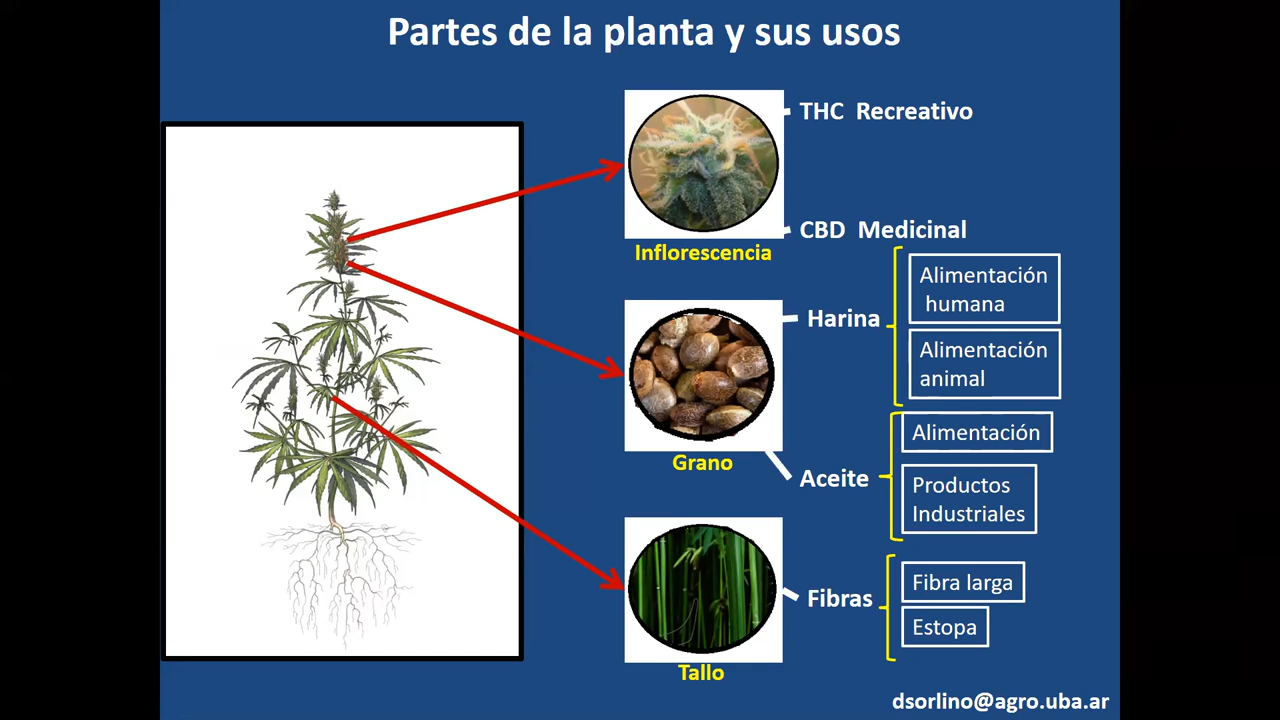 Partes de la planta y sus usos
THC Recreativo
CBD Medicinal
Inflorescencia
Harina
Alimentación
humana
Alimentación
animal
Grano
Aceite
Alimentación
Productos
Industriales
Fibras
Fibra larga
Estopa
Tallo
dsorlino@agro.uba.ar